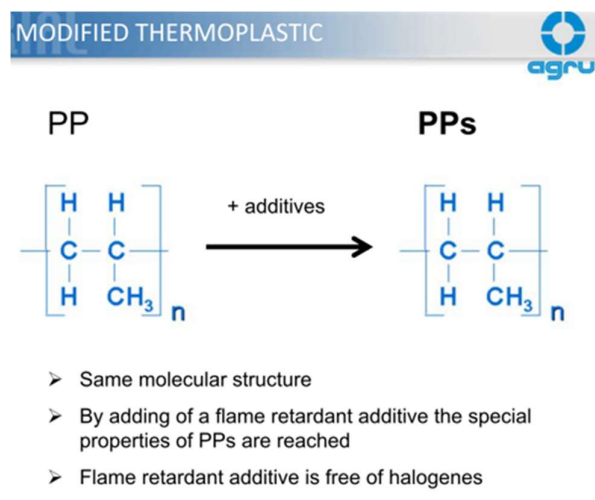 MODIFIED THERMOPLASTIC
agru
PP
PPs
H H
C C
H CH₃
n
+ additives
H H
C C
H CH₃
n
➢ Same molecular structure
➢ By adding of a flame retardant additive the special
properties of PPs are reached
➢ Flame retardant additive is free of halogenes